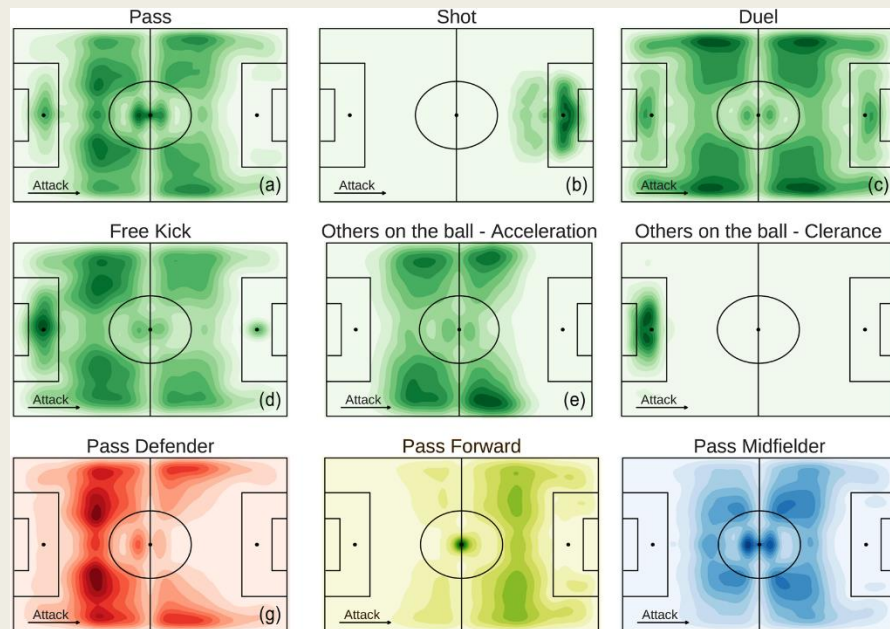 Pass
Shot
Duel
Attack
(a)
Attack
(b)
Attack
(c)
Free Kick
Others on the ball - Acceleration
Others on the ball - Clerance
Attack
(d)
Attack
(e)
Attack
Pass Defender
Pass Forward
Pass Midfielder
Attack
(g)
Attack
Attack